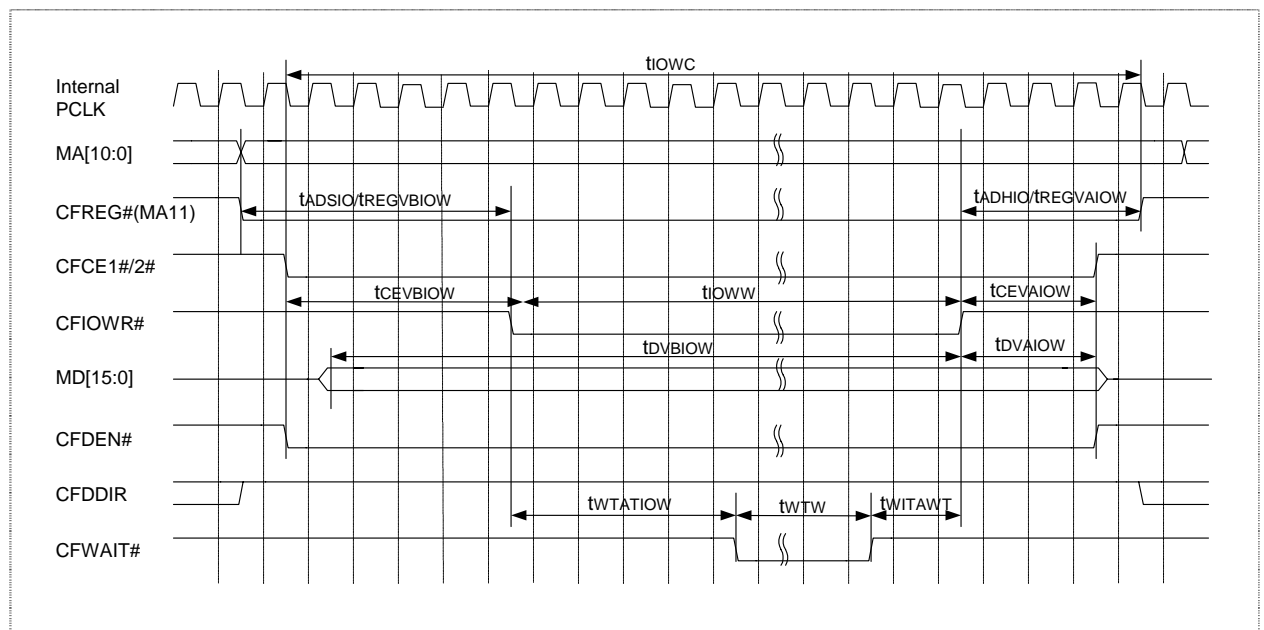 tIOWC
Internal
PCLK
MA[10:0]
tADSIO/tREGVBIOW
tADHIO/tREGVAIOW
CFREG#(MA11)
CFCE1#/2#
tCEVBIOW
tIOWW
tCEVAIOW
CFIOWR#
tDVBIOW
tDVAIOW
MD[15:0]
CFDEN#
CFDDIR
tWTATIOW
tWTW
tWITAWT
CFWAIT#